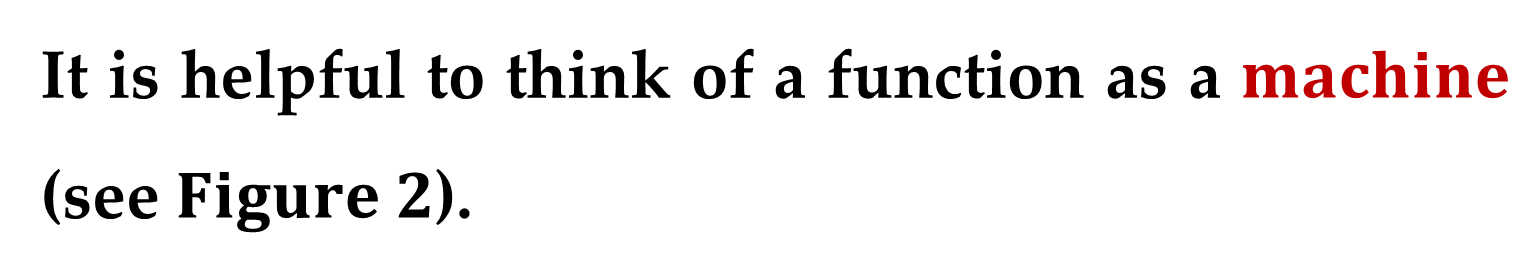 It is helpful to think of a function as a machine
(see Figure 2).